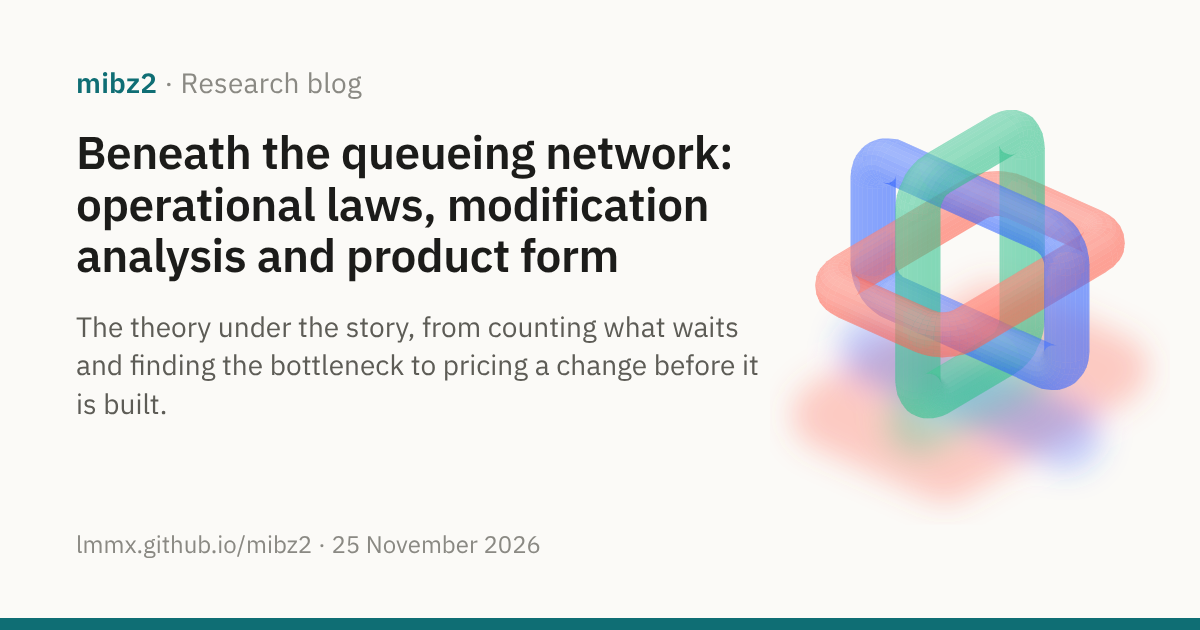 mibz2 · Research blog
Beneath the queueing network:
operational laws, modification
analysis and product form
The theory under the story, from counting what waits
and finding the bottleneck to pricing a change before it
is built.
lmmx.github.io/mibz2 · 25 November 2026